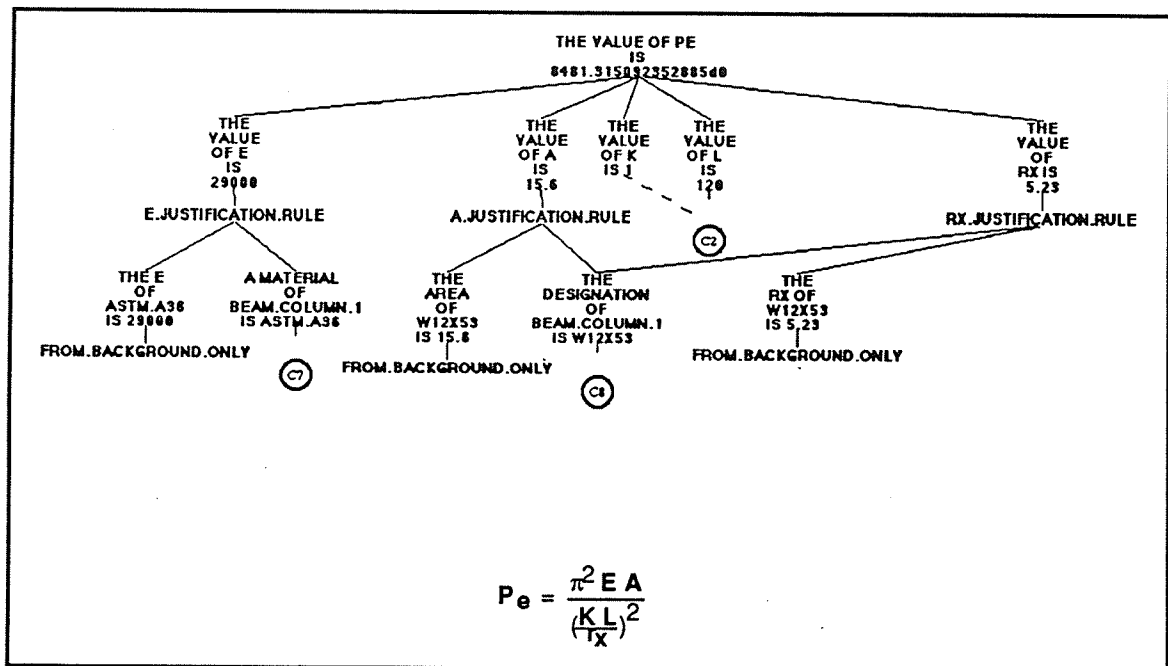 THE VALUE OF PE
IS
8481.315092352885d0
THE
VALUE
OF E
IS
29000
THE
VALUE
OF A
IS
15.6
THE
VALUE
OF K
IS 1
THE
VALUE
OF L
IS
120
THE
VALUE
OF
RX IS
5.23
E.JUSTIFICATION.RULE
A.JUSTIFICATION.RULE
C2
RX.JUSTIFICATION.RULE
THE E
OF
ASTM.A36
IS 29000
A MATERIAL
OF
BEAM.COLUMN.1
IS ASTM.A36
THE
AREA
OF
W12X53
IS 15.6
THE
DESIGNATION
OF
BEAM.COLUMN.1
IS W12X53
THE
RX OF
W12X53
IS 5.23
FROM.BACKGROUND.ONLY
C7
FROM.BACKGROUND.ONLY
C8
FROM.BACKGROUND.ONLY
Pe = π² E A
(K L
rx)²